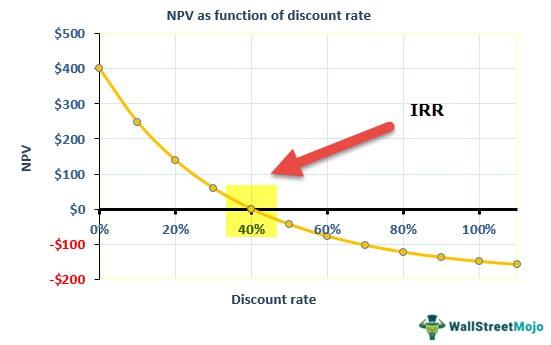 NPV as function of discount rate
$500
$400
$300
$200
$100
$0
-$100
-$200
NPV
IRR
0% 20% 40% 60% 80% 100%
Discount rate
WallStreetMojo